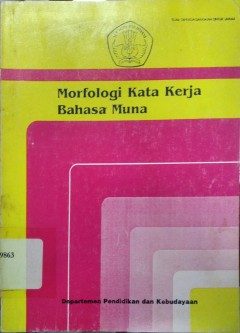 Morfologi Kata Kerja
Bahasa Muna
9863
Departemen Pendidikan dan Kebudayaan